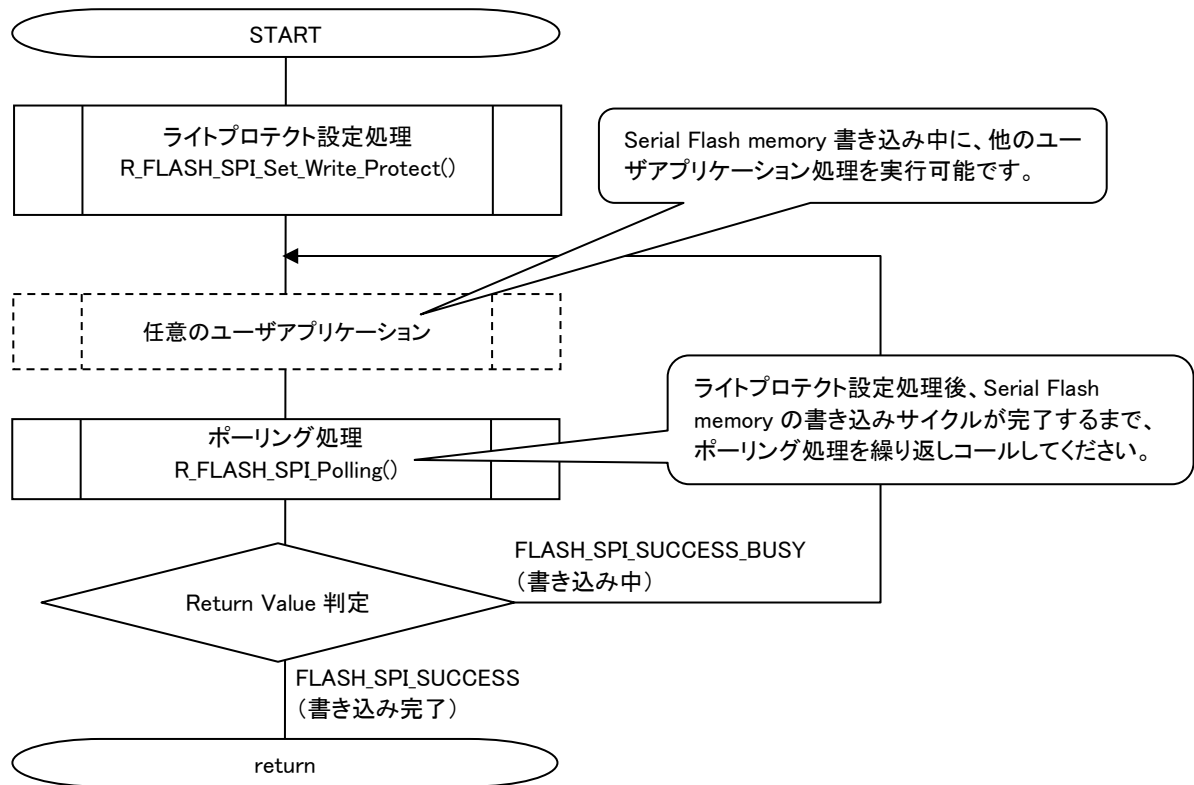 START
ライトプロテクト設定処理
R_FLASH_SPI_Set_Write_Protect()
Serial Flash memory 書き込み中に、他のユー
ザアプリケーション処理を実行可能です。
任意のユーザアプリケーション
ライトプロテクト設定処理後、Serial Flash
memory の書き込みサイクルが完了するまで、
ポーリング処理を繰り返しコールしてください。
ポーリング処理
R_FLASH_SPI_Polling()
FLASH_SPI_SUCCESS_BUSY
（書き込み中）
Return Value 判定
FLASH_SPI_SUCCESS
（書き込み完了）
return